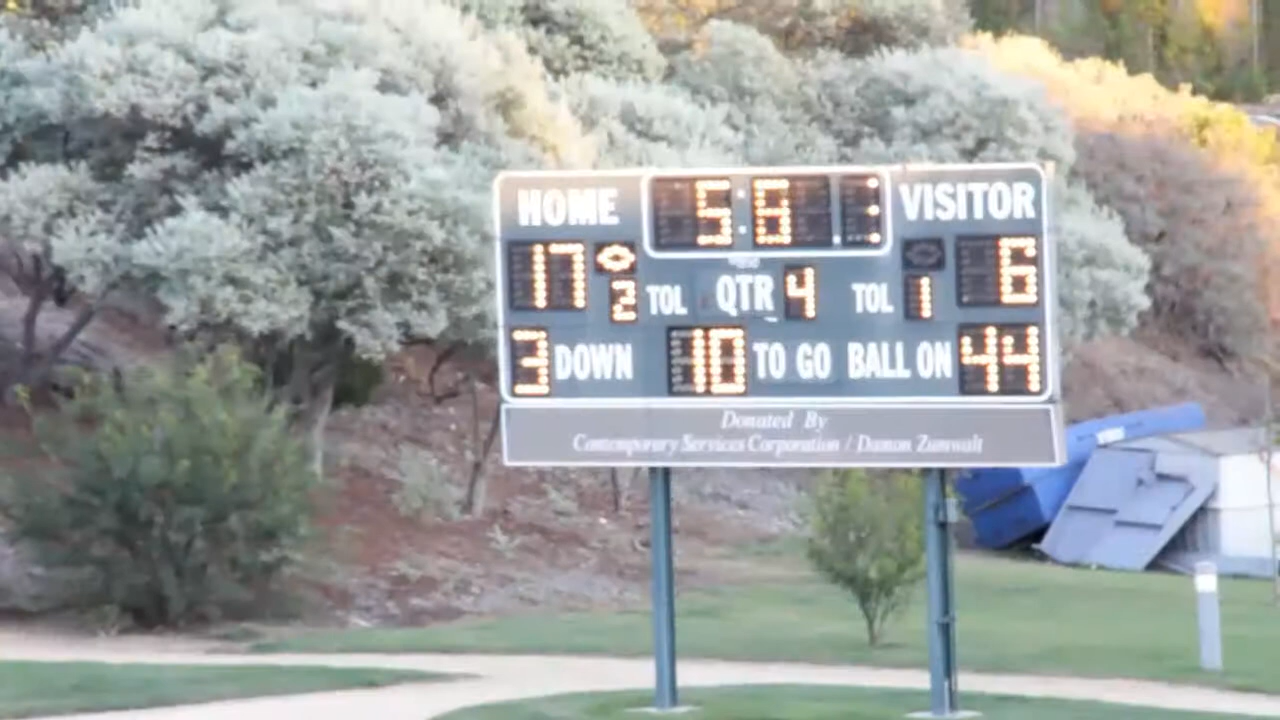 HOME 5:8 VISITOR
17 2 TOL QTR 4 TOL 1 6
3 DOWN 10 TO GO BALL ON 44
Donated By
Contemporary Services Corporation / Damon Zumwalt